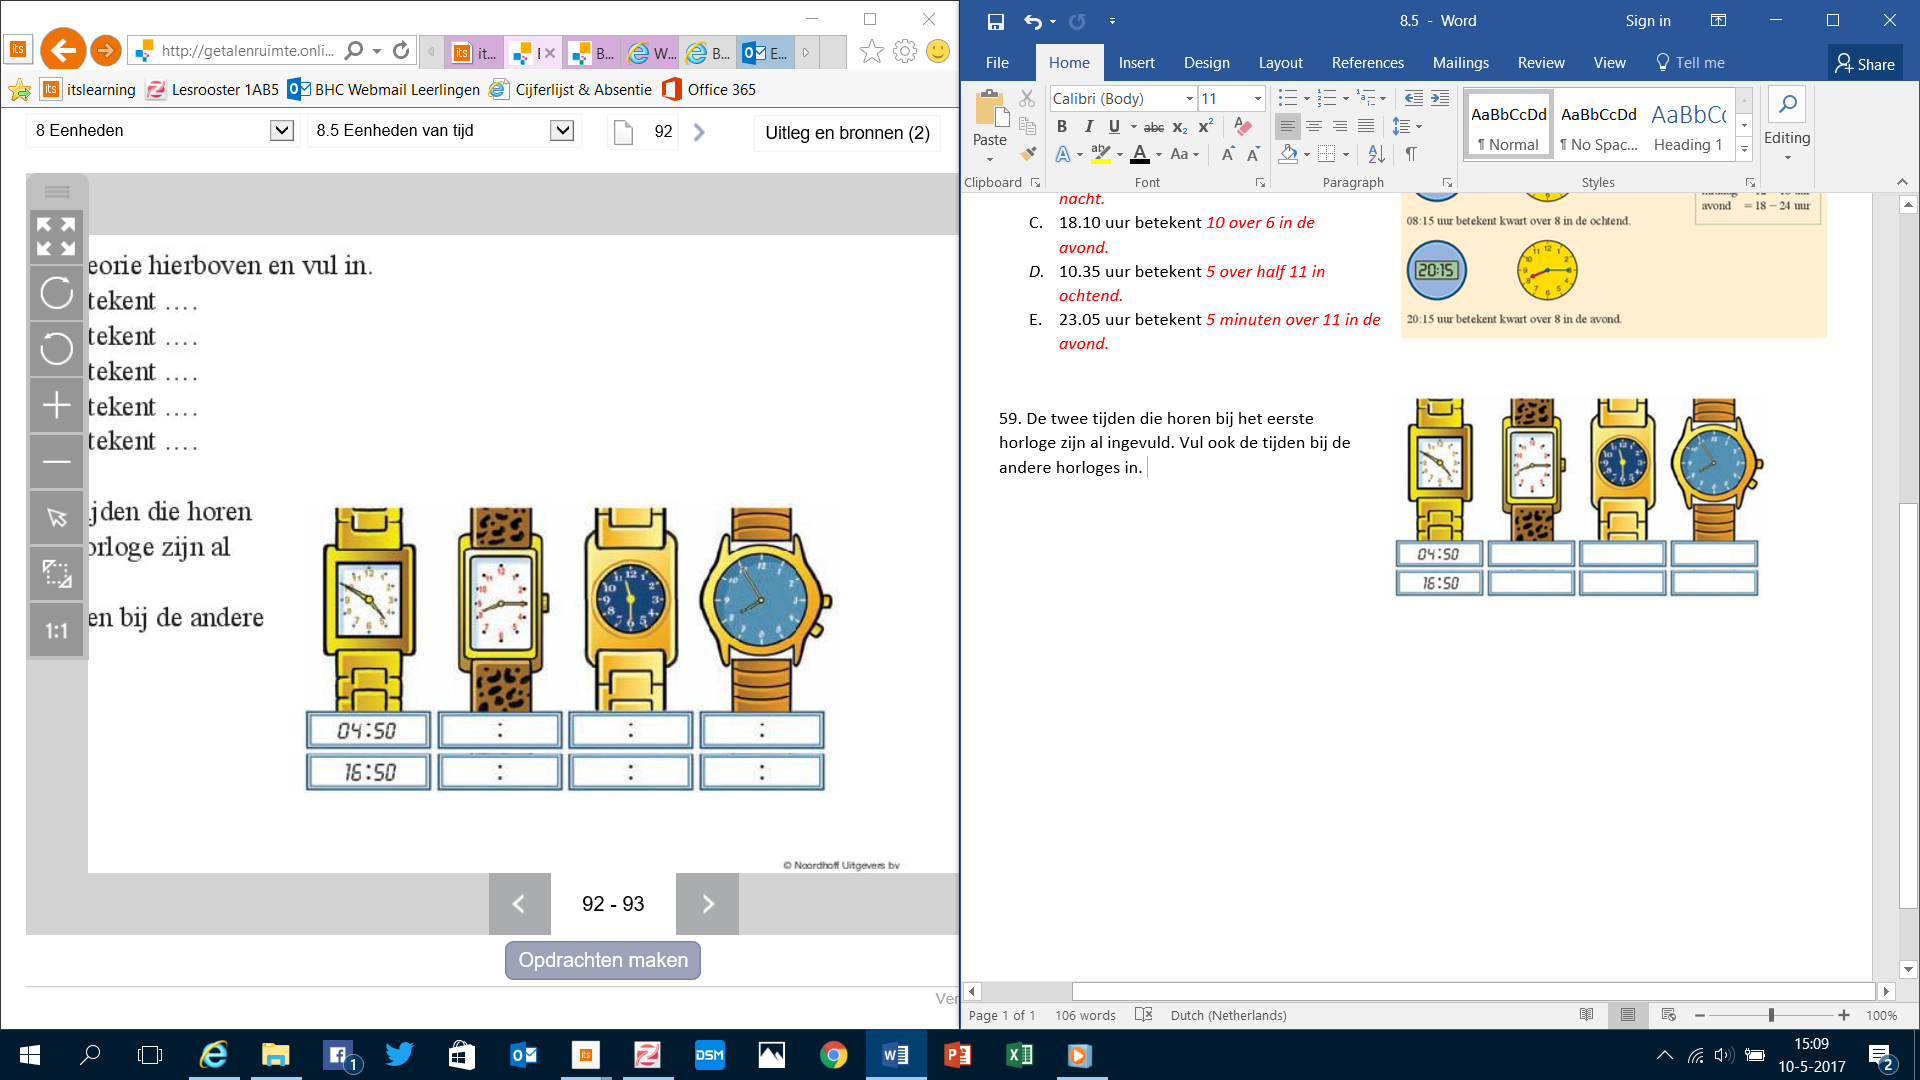 8.5 - Word
Sign in
http://getalenruimte.onli...
it...
B...
W...
B...
E...
File
Home
Insert
Design
Layout
References
Mailings
Review
View
Tell me
Share
itslearning
Lesrooster 1AB5
BHC Webmail Leerlingen
Cijferlijst & Absentie
Office 365
8 Eenheden
8.5 Eenheden van tijd
92
Uitleg en bronnen (2)
eorie hierboven en vul in.
tekent ....
tekent ....
tekent ....
tekent ....
tekent ....
ijden die horen
orloge zijn al
en bij de andere
1:1
04:50
:
:
:
16:50
:
:
:
© Noordhoff Uitgevers bv
92 - 93
Opdrachten maken
Ver
Paste
Calibri (Body)
11
B I U abc x₂ x²
A ab A Aa A A
AaBbCcDd
¶ Normal
AaBbCcDd
¶ No Spac...
AaBbC
Heading 1
Editing
Clipboard
Font
Paragraph
Styles
nacht.
C. 18.10 uur betekent 10 over 6 in de
avond.
D. 10.35 uur betekent 5 over half 11 in
ochtend.
E. 23.05 uur betekent 5 minuten over 11 in de
avond.
avond = 18 – 24 uur
08:15 uur betekent kwart over 8 in de ochtend.
20:15
20:15 uur betekent kwart over 8 in de avond.
59. De twee tijden die horen bij het eerste
horloge zijn al ingevuld. Vul ook de tijden bij de
andere horloges in.
04:50
16:50
Page 1 of 1
106 words
Dutch (Netherlands)
100%
15:09
10-5-2017